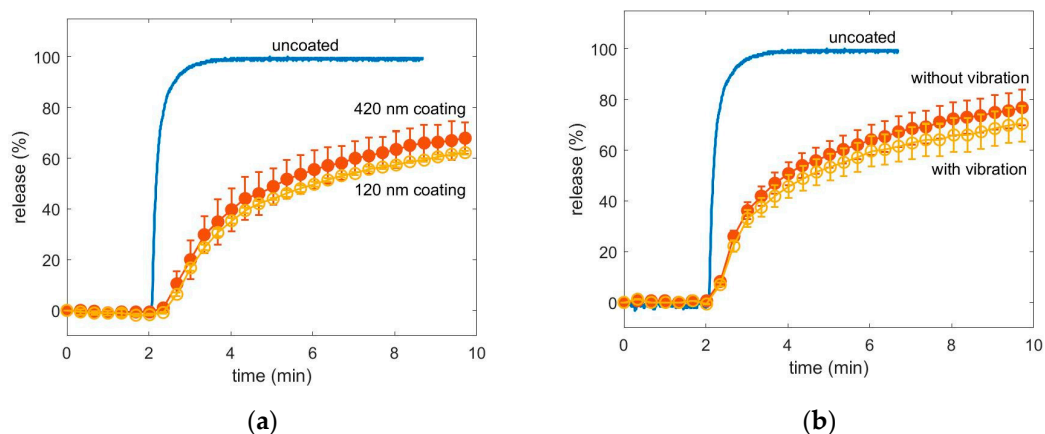 uncoated
420 nm coating
120 nm coating
release (%)
100
80
60
40
20
0
0 2 4 6 8 10
time (min)
(a)
uncoated
without vibration
with vibration
release (%)
100
80
60
40
20
0
0 2 4 6 8 10
time (min)
(b)